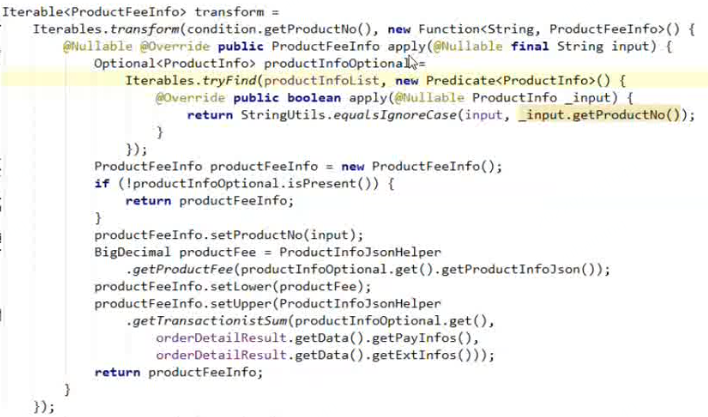 Iterable<ProductFeeInfo> transform =
Iterables.transform(condition.getProductNo(), new Function<String, ProductFeeInfo>() {
@Nullable @Override public ProductFeeInfo apply(@Nullable final String input) {
Optional<ProductInfo> productInfoOptional =
Iterables.tryFind(productInfoList, new Predicate<ProductInfo>() {
@Override public boolean apply(@Nullable ProductInfo _input) {
return StringUtils.equalsIgnoreCase(input, _input.getProductNo());
}
});
ProductFeeInfo productFeeInfo = new ProductFeeInfo();
if (!productInfoOptional.isPresent()) {
return productFeeInfo;
}
productFeeInfo.setProductNo(input);
BigDecimal productFee = ProductInfoJsonHelper
.getProductFee(productInfoOptional.get().getProductInfoJson());
productFeeInfo.setLower(productFee);
productFeeInfo.setUpper(ProductInfoJsonHelper
.getTransactionistSum(productInfoOptional.get(),
orderDetailResult.getData().getPayInfos(),
orderDetailResult.getData().getExtInfos()));
return productFeeInfo;
}
});